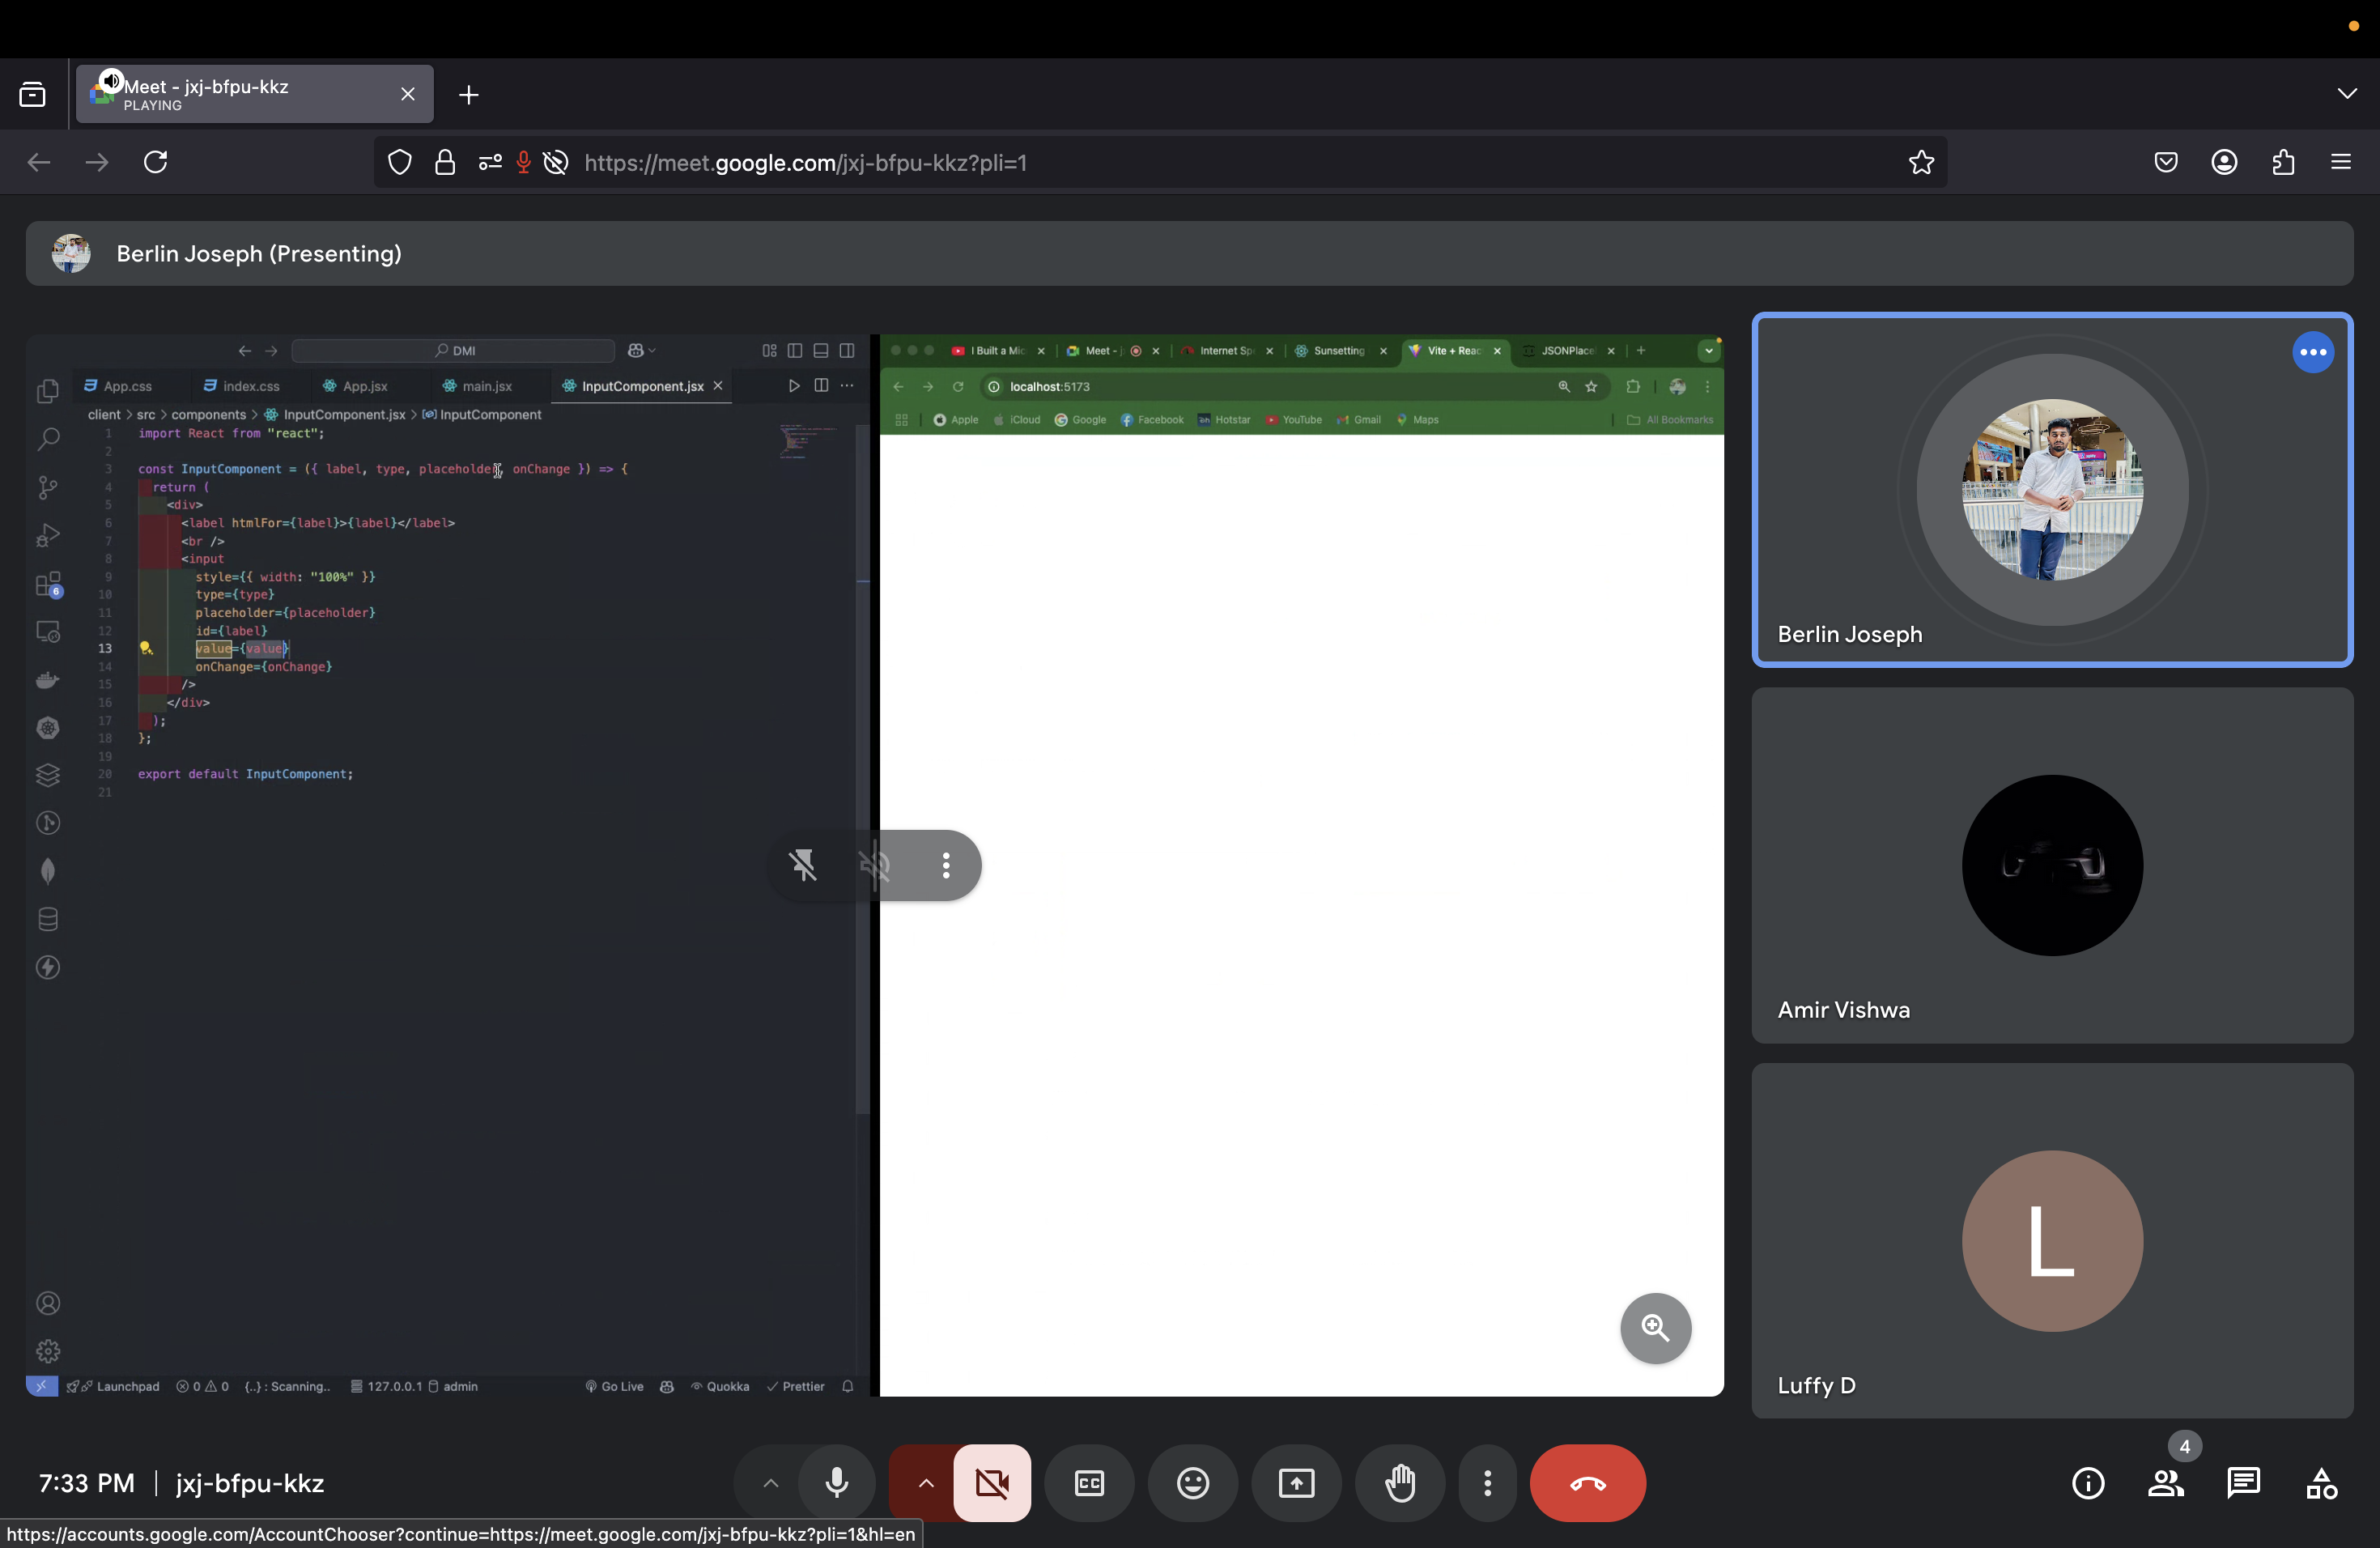 Meet - jxj-bfpu-kkz
PLAYING
https://meet.google.com/jxj-bfpu-kkz?pli=1
Berlin Joseph (Presenting)
DMI
App.css
index.css
App.jsx
main.jsx
InputComponent.jsx
client > src > components > InputComponent.jsx > InputComponent
1 import React from "react";
2
3 const InputComponent = ({ label, type, placeholder, onChange }) => {
4 return (
5 <div>
6 <label htmlFor={label}>{label}</label>
7 <br />
8 <input
9 style={{ width: "100%" }}
10 type={type}
11 placeholder={placeholder}
12 id={label}
13 value={value}
14 onChange={onChange}
15 />
16 </div>
17 );
18 };
19
20 export default InputComponent;
21
6
Launchpad
0 0
{..} : Scanning..
127.0.0.1
admin
Go Live
Quokka
Prettier
I Built a Mic
Meet - j
Internet Spe
Sunsetting
Vite + Reac
JSONPlace
localhost:5173
Apple
iCloud
Google
Facebook
Hotstar
YouTube
Gmail
Maps
All Bookmarks
Berlin Joseph
Amir Vishwa
L
Luffy D
7:33 PM | jxj-bfpu-kkz
CC
4
https://accounts.google.com/AccountChooser?continue=https://meet.google.com/jxj-bfpu-kkz?pli=1&hl=en